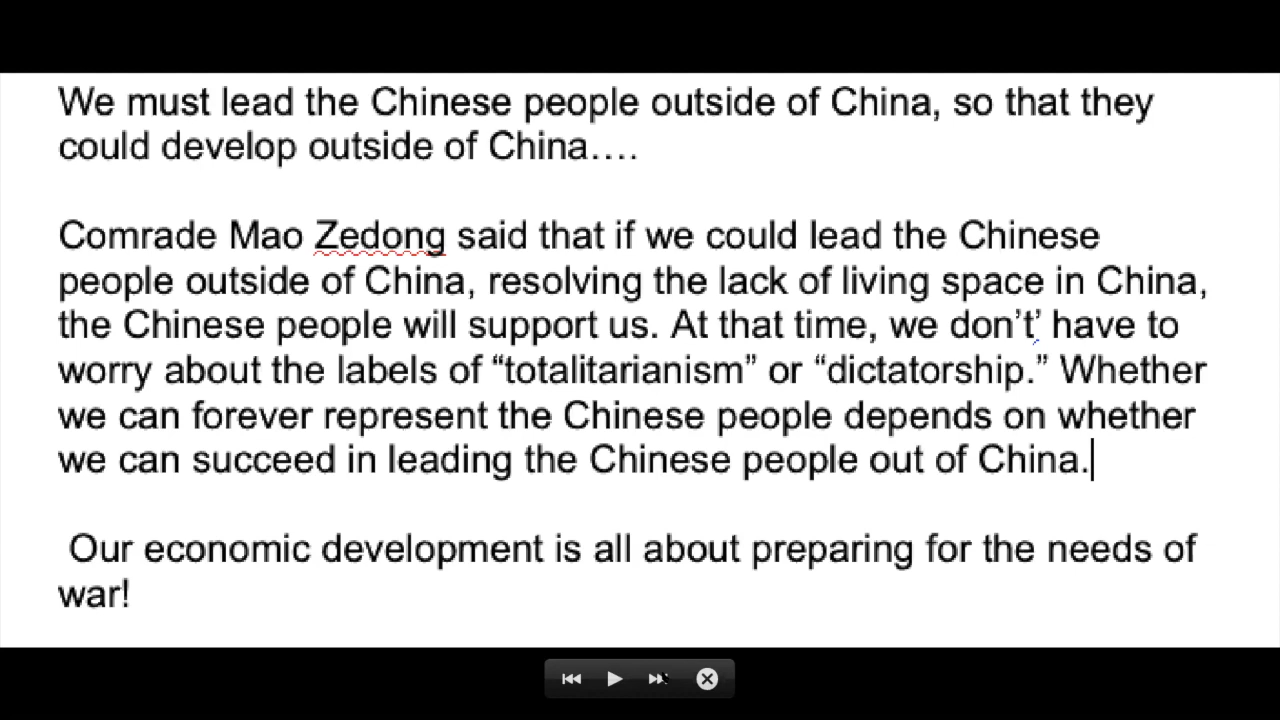 We must lead the Chinese people outside of China, so that they
could develop outside of China….
Comrade Mao Zedong said that if we could lead the Chinese
people outside of China, resolving the lack of living space in China,
the Chinese people will support us. At that time, we don’t’ have to
worry about the labels of “totalitarianism” or “dictatorship.” Whether
we can forever represent the Chinese people depends on whether
we can succeed in leading the Chinese people out of China.
Our economic development is all about preparing for the needs of
war!